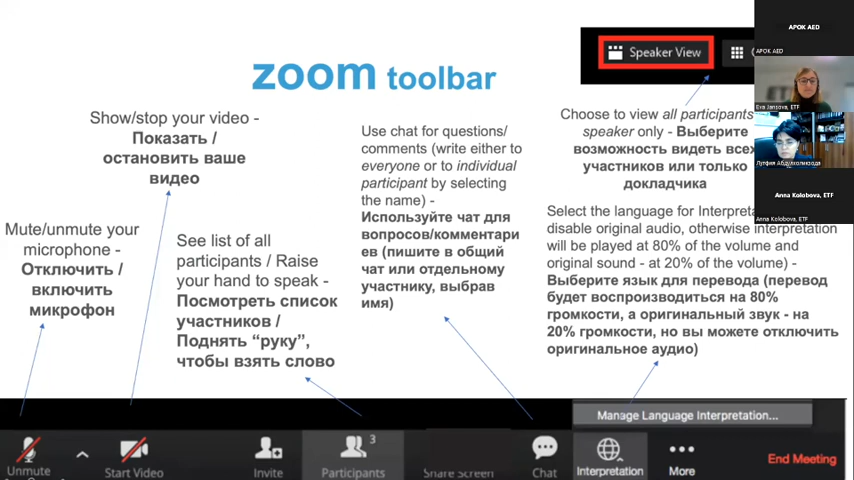 zoom toolbar
Speaker View
APOK AED
APOK AED
Eva Jansova, ETF
Лутфия Абдулхоликзода
Anna Kolobova, ETF
Anna Kolobova, ETF
Show/stop your video -
Показать /
остановить ваше
видео
Mute/unmute your
microphone -
Отключить /
включить
микрофон
See list of all
participants / Raise
your hand to speak -
Посмотреть список
участников /
Поднять “руку”,
чтобы взять слово
Use chat for questions/
comments (write either to
everyone or to individual
participant by selecting
the name) -
Используйте чат для
вопросов/комментари
ев (пишите в общий
чат или отдельному
участнику, выбрав
имя)
Choose to view all participants
speaker only - Выберите
возможность видеть всех
участников или только
докладчика
Select the language for Interpreta
disable original audio, otherwise interpretation
will be played at 80% of the volume and
original sound - at 20% of the volume) -
Выберите язык для перевода (перевод
будет воспроизводиться на 80%
громкости, а оригинальный звук - на
20% громкости, но вы можете отключить
оригинальное аудио)
Manage Language Interpretation...
3
Unmute
Start Video
Invite
Participants
Share Screen
Chat
Interpretation
More
End Meeting